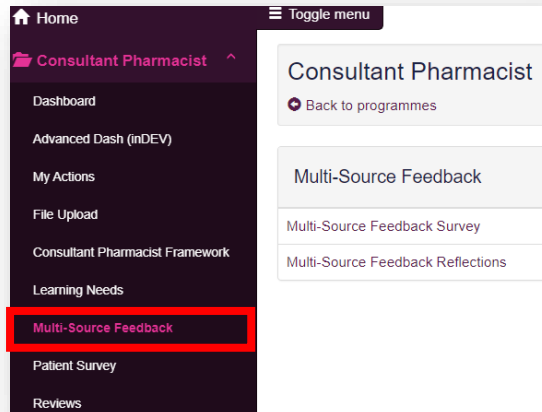 Home
Consultant Pharmacist
Dashboard
Advanced Dash (inDEV)
My Actions
File Upload
Consultant Pharmacist Framework
Learning Needs
Multi-Source Feedback
Patient Survey
Reviews
Toggle menu
Consultant Pharmacist
Back to programmes
Multi-Source Feedback
Multi-Source Feedback Survey
Multi-Source Feedback Reflections